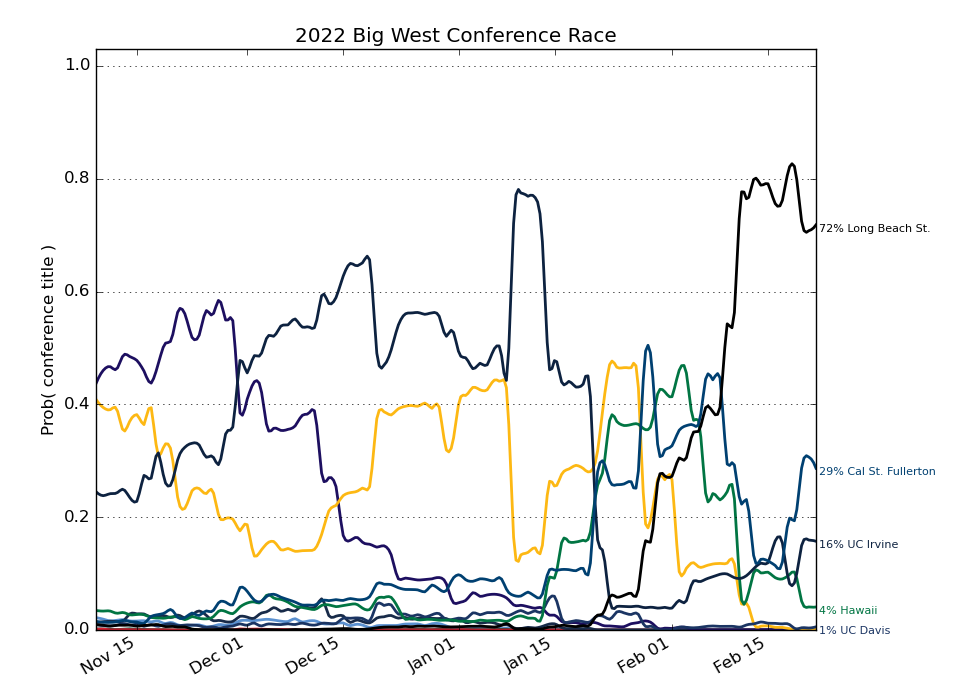 2022 Big West Conference Race
Prob( conference title )
1.0
0.8
0.6
0.4
0.2
0.0
Nov 15
Dec 01
Dec 15
Jan 01
Jan 15
Feb 01
Feb 15
72% Long Beach St.
29% Cal St. Fullerton
16% UC Irvine
4% Hawaii
1% UC Davis